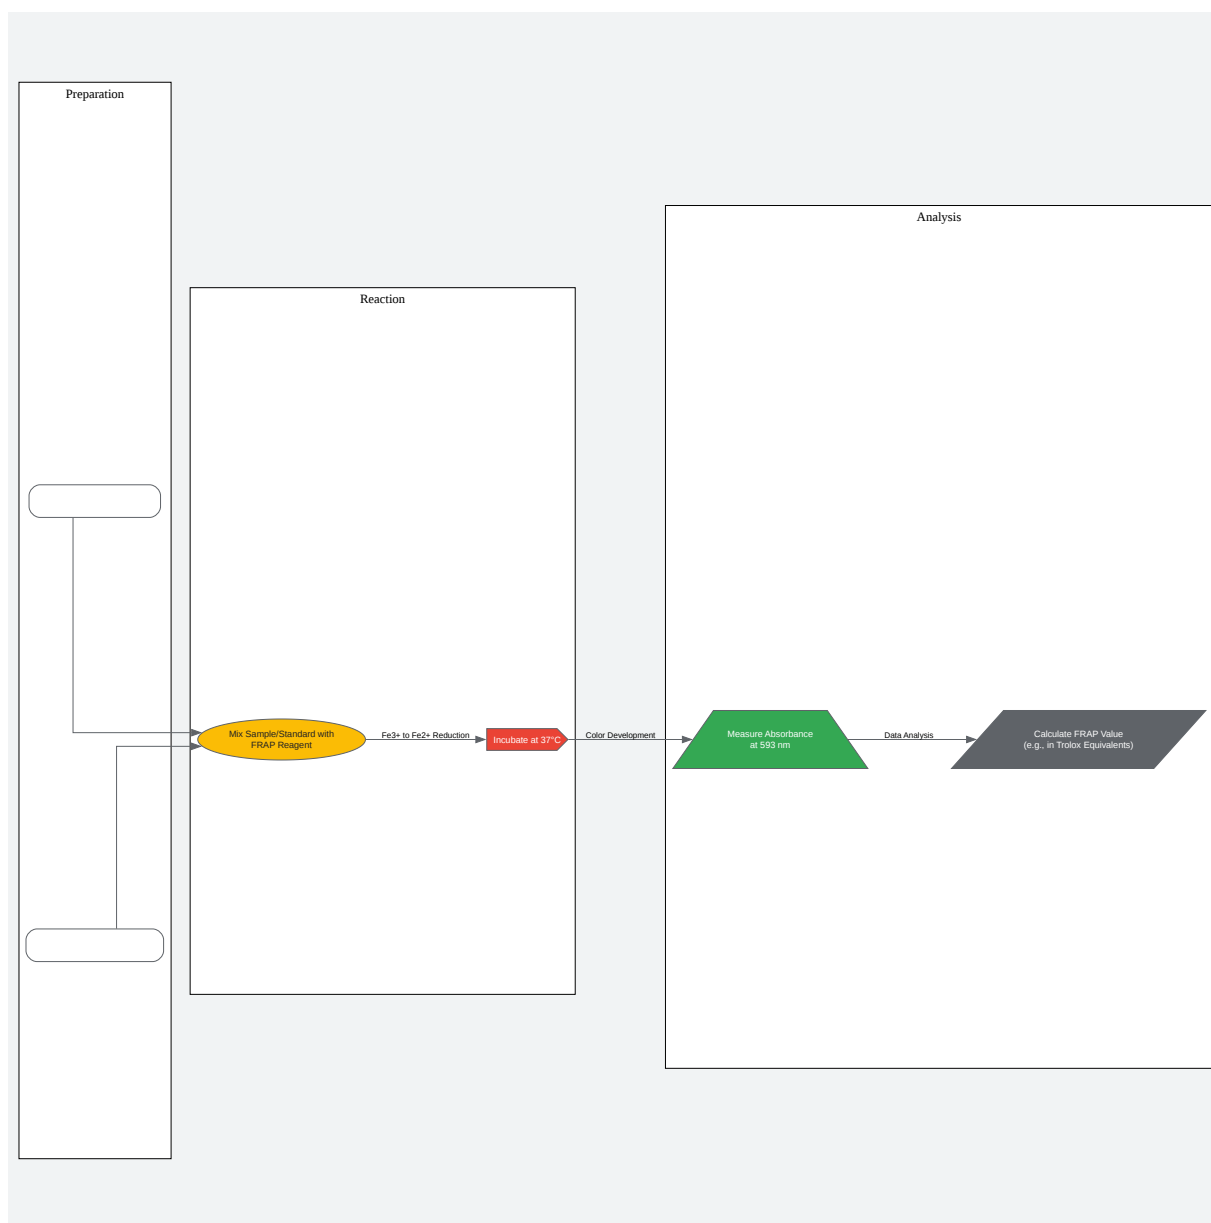 Preparation
Reaction
Analysis
Mix Sample/Standard with
FRAP Reagent
Fe3+ to Fe2+ Reduction
Incubate at 37°C
Color Development
Measure Absorbance
at 593 nm
Data Analysis
Calculate FRAP Value
(e.g., in Trolox Equivalents)